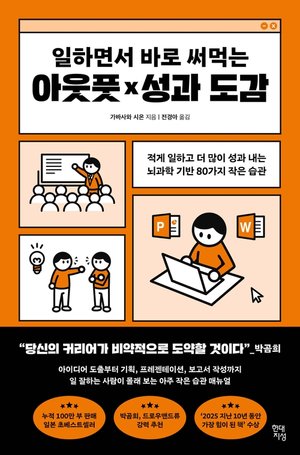 일하면서 바로 써먹는
아웃풋×성과 도감
가바사와 시온 지음 | 전경아 옮김
적게 일하고 더 많이 성과 내는
뇌과학 기반 80가지 작은 습관
P
W
“당신의 커리어가 비약적으로 도약할 것이다”_박곰희
아이디어 도출부터 기획, 프레젠테이션, 보고서 작성까지
일 잘하는 사람이 몰래 보는 아주 작은 습관 매뉴얼
누적 100만 부 판매
일본 초베스트셀러
박곰희, 드로우앤드류
강력 추천
‘2025 지난 10년 동안
가장 힘이 된 책’ 수상
현대
지성